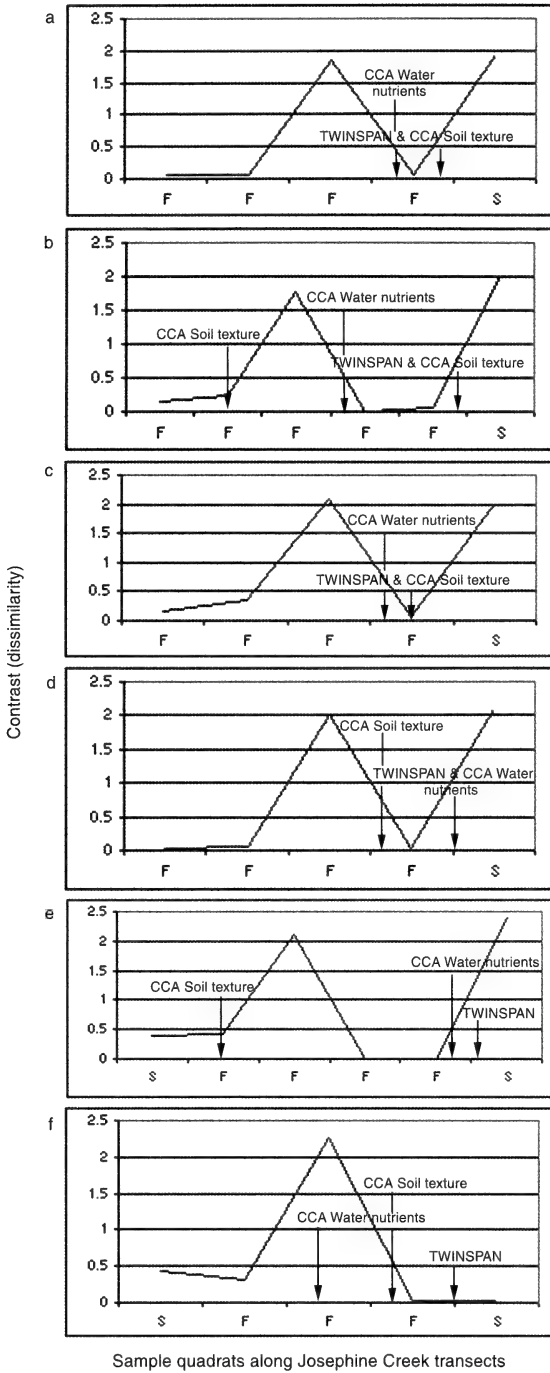 a
2.5
2
1.5
1
0.5
0
CCA Water
nutrients
TWINSPAN & CCA Soil texture
F F F F S
b
2.5
2
1.5
1
0.5
0
CCA Water nutrients
CCA Soil texture
TWINSPAN & CCA Soil texture
F F F F F S
c
2.5
2
1.5
1
0.5
0
CCA Water nutrients
TWINSPAN & CCA Soil texture
F F F F S
Contrast (dissimilarity)
d
2.5
2
1.5
1
0.5
0
CCA Soil texture
TWINSPAN & CCA Water
nutrients
F F F F S
e
2.5
2
1.5
1
0.5
0
CCA Water nutrients
CCA Soil texture
TWINSPAN
S F F F F S
f
2.5
2
1.5
1
0.5
0
CCA Soil texture
CCA Water nutrients
TWINSPAN
S F F F S
Sample quadrats along Josephine Creek transects